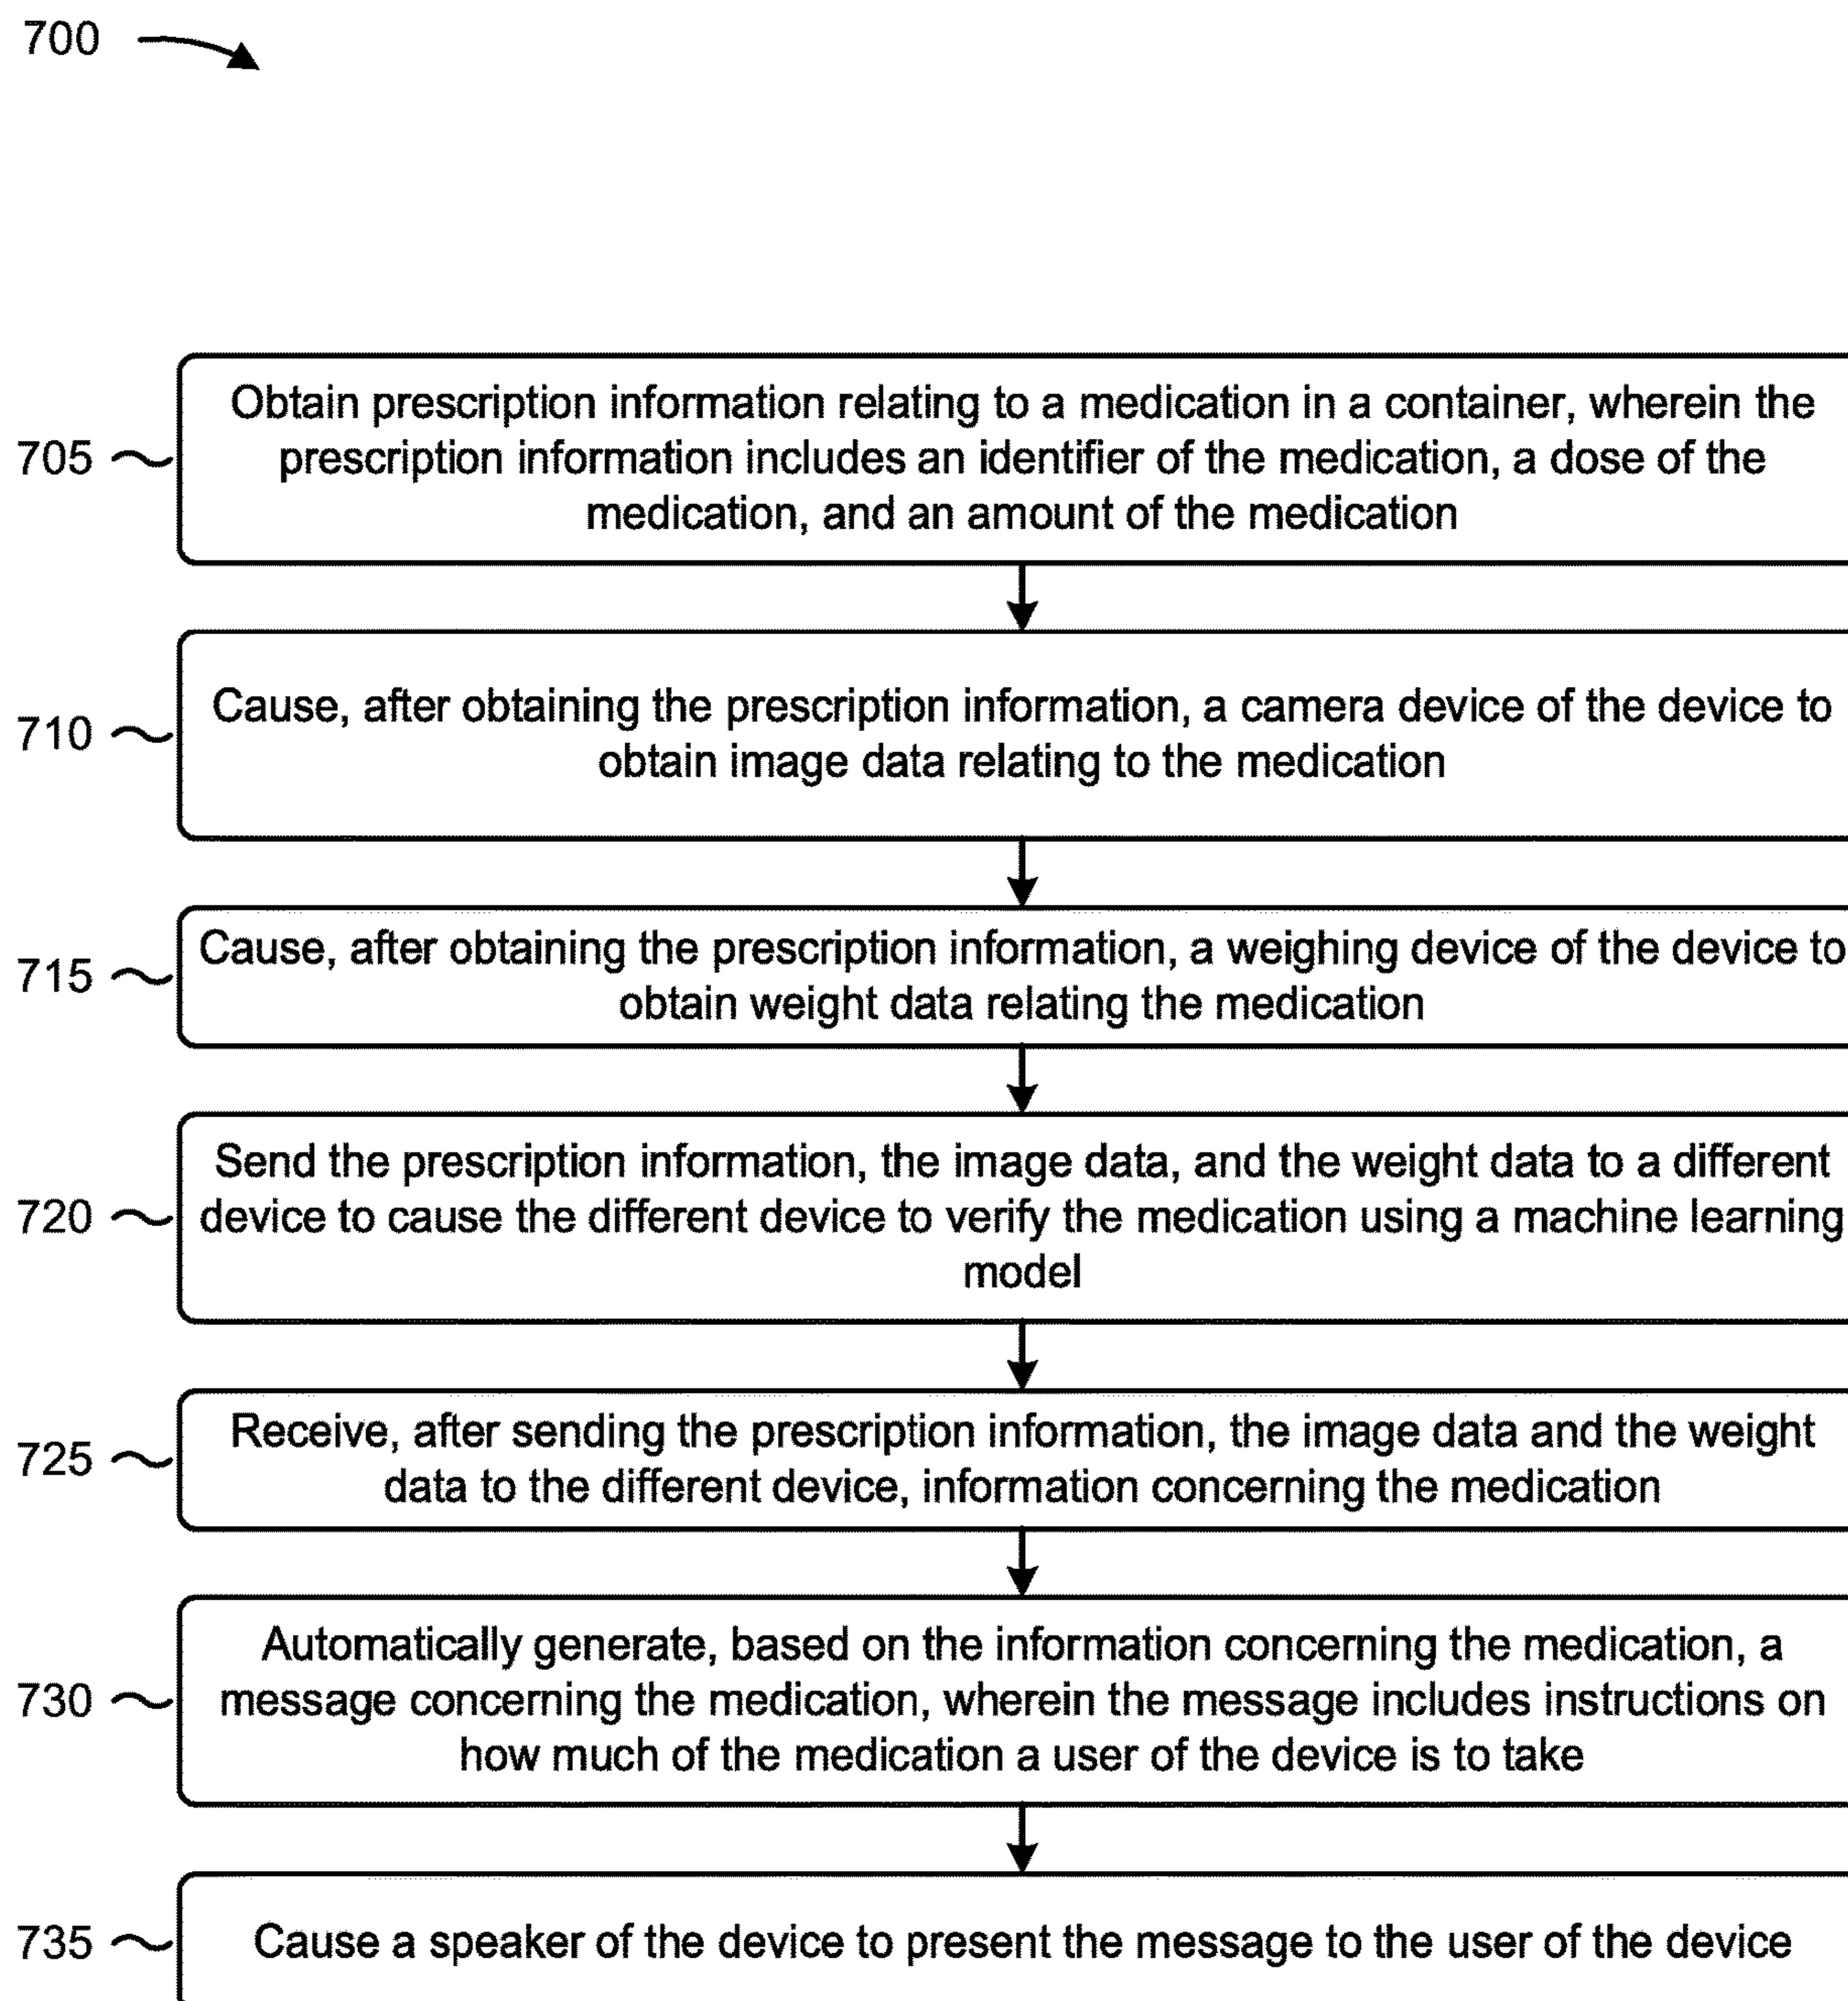 700
Obtain prescription information relating to a medication in a container, wherein the
705 prescription information includes an identifier of the medication, a dose of the
medication, and an amount of the medication
710
Cause, after obtaining the prescription information, a camera device of the device to
obtain image data relating to the medication
715
Cause, after obtaining the prescription information, a weighing device of the device to
obtain weight data relating the medication
Send the prescription information, the image data, and the weight data to a different
720 device to cause the different device to verify the medication using a machine learning
model
725
Receive, after sending the prescription information, the image data and the weight
data to the different device, information concerning the medication
Automatically generate, based on the information concerning the medication, a
730 message concerning the medication, wherein the message includes instructions on
how much of the medication a user of the device is to take
735 Cause a speaker of the device to present the message to the user of the device